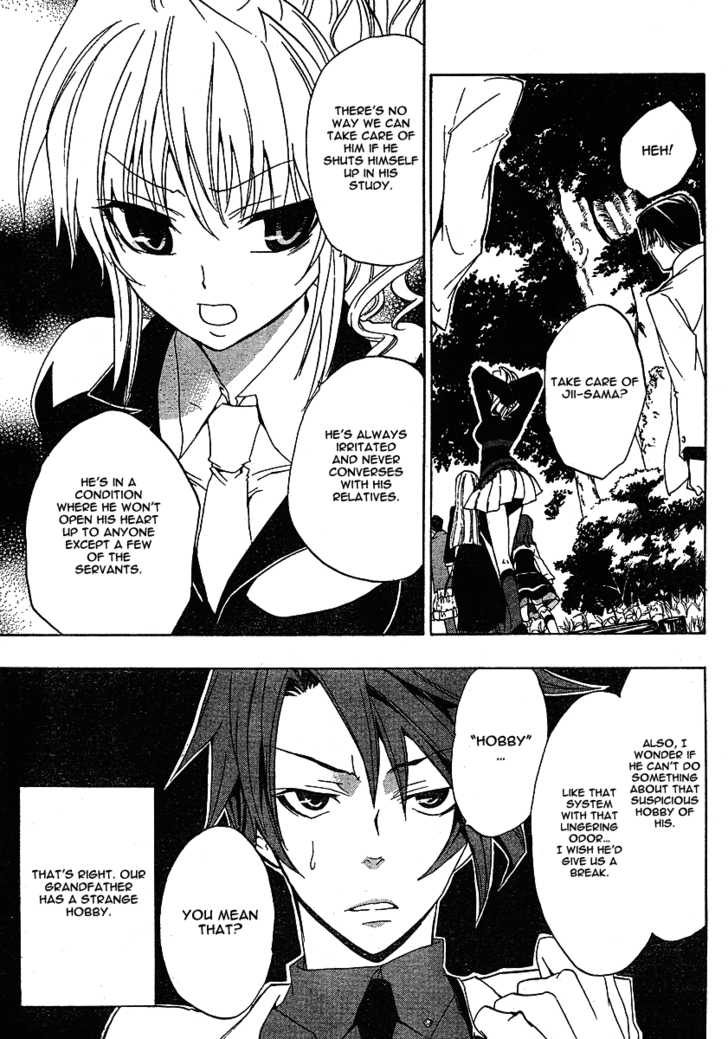 HEH!
TAKE CARE OF
JII-SAMA?
THERE'S NO
WAY WE CAN
TAKE CARE OF
HIM IF HE
SHUTS HIMSELF
UP IN HIS
STUDY.
HE'S ALWAYS
IRRITATED
AND NEVER
CONVERSES
WITH HIS
RELATIVES.
HE'S IN A
CONDITION
WHERE HE WON'T
OPEN HIS HEART
UP TO ANYONE
EXCEPT A FEW
OF THE
SERVANTS.
ALSO, I
WONDER IF
HE CAN'T DO
SOMETHING
ABOUT THAT
SUSPICIOUS
HOBBY OF
HIS.
LIKE THAT
SYSTEM
WITH THAT
LINGERING
ODOR...
I WISH HE'D
GIVE US A
BREAK.
"HOBBY"
...
YOU MEAN
THAT?
THAT'S RIGHT. OUR
GRANDFATHER
HAS A STRANGE
HOBBY.